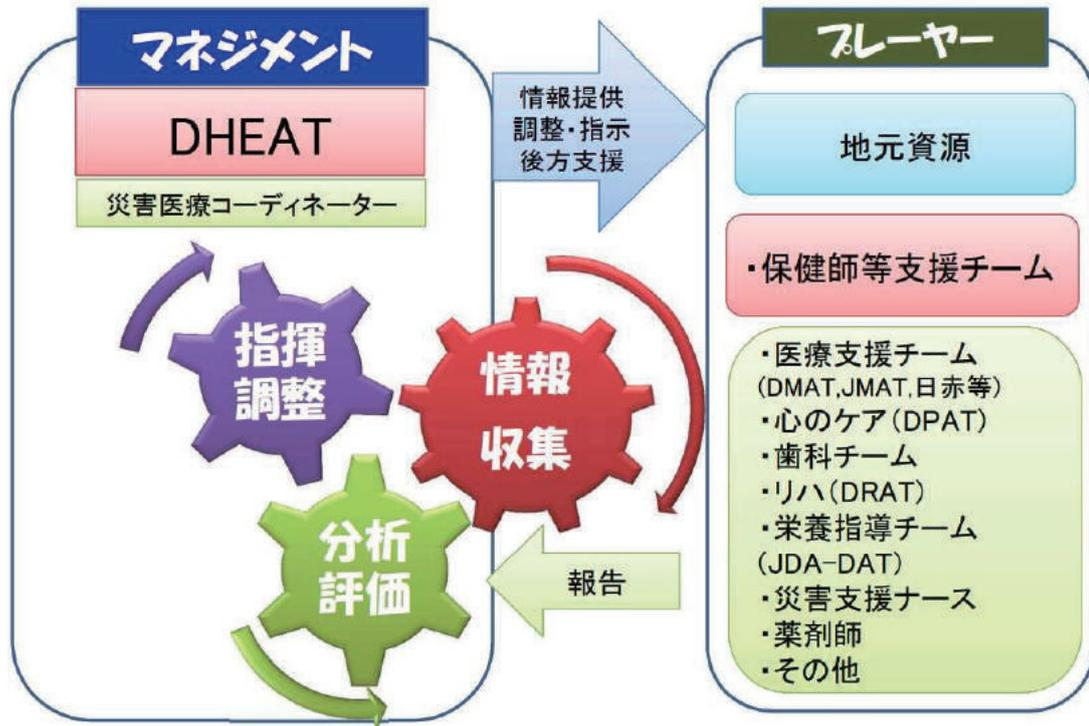 マネジメント
DHEAT
災害医療コーディネーター
指揮
調整
情報
収集
分析
評価
情報提供
調整・指示
後方支援
報告
プレーヤー
地元資源
・保健師等支援チーム
・医療支援チーム
(DMAT,JMAT,日赤等)
・心のケア(DPAT)
・歯科チーム
・リハ(DRAT)
・栄養指導チーム
(JDA-DAT)
・災害支援ナース
・薬剤師
・その他